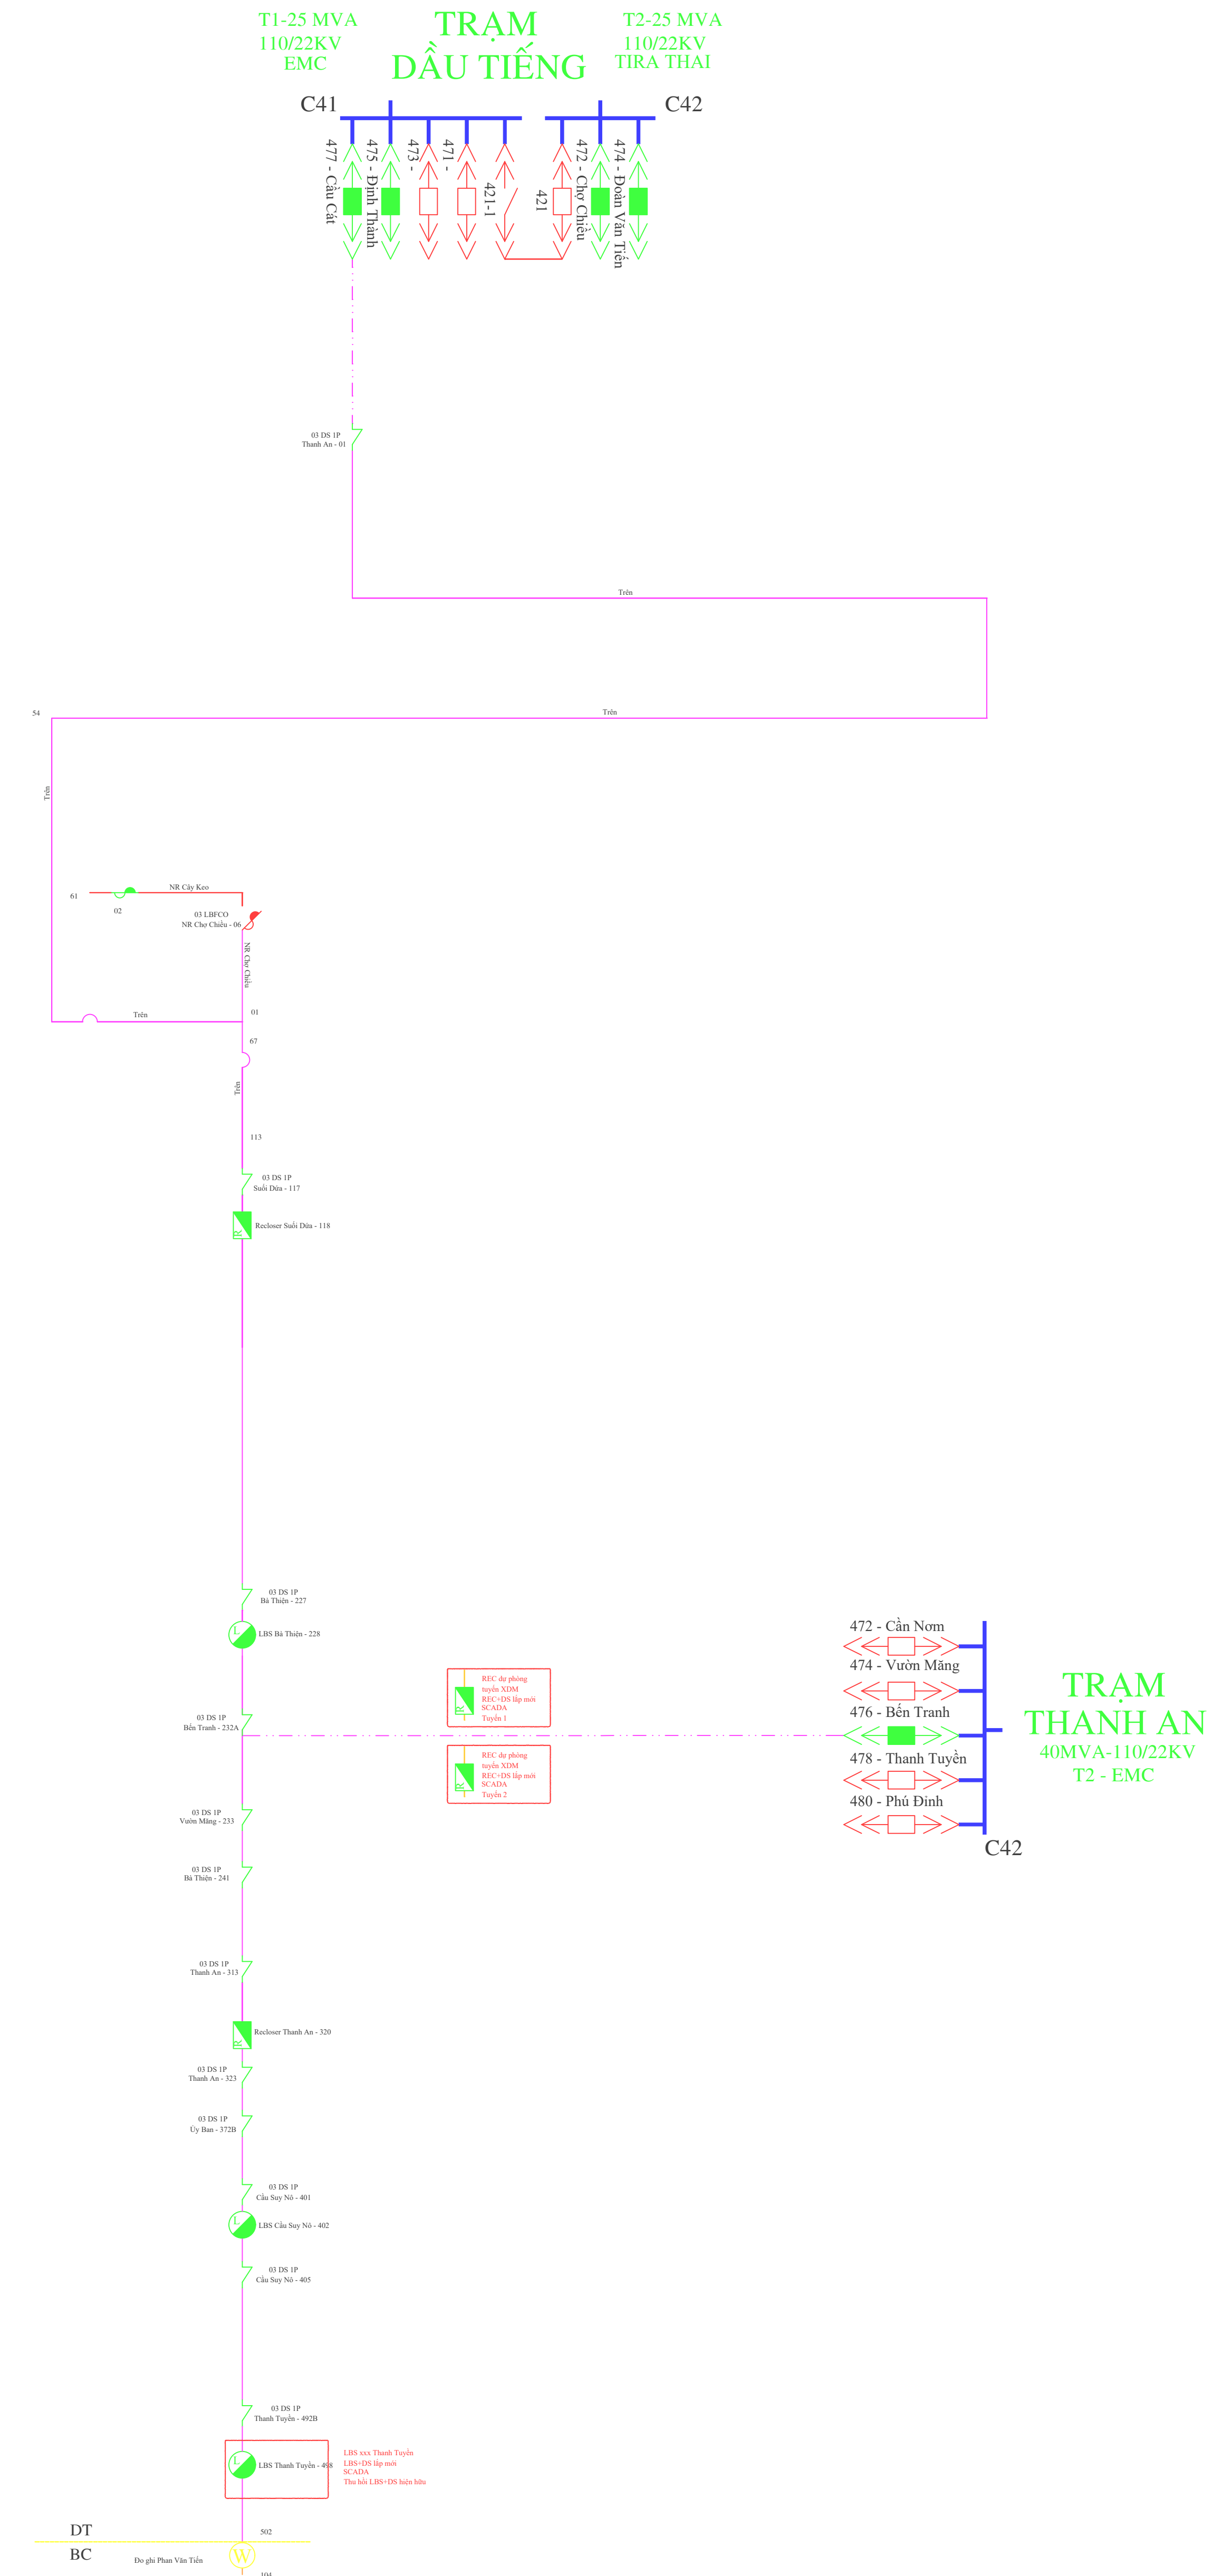 T1-25 MVA
110/22KV
EMC
TRẠM
DẦU TIẾNG
T2-25 MVA
110/22KV
TIRA THAI
C41
C42
477 - Cầu Cát
475 - Định Thành
473 -
471 -
421-1
421
472 - Chợ Chiều
474 - Đoàn Văn Tiến
03 DS 1P
Thanh An - 01
Trên
54
Trên
Trên
61
NR Cây Keo
02
03 LBFCO
NR Chợ Chiều - 06
NR Chợ Chiều
Trên
01
67
Trên
113
03 DS 1P
Suối Dứa - 117
R
Recloser Suối Dứa - 118
03 DS 1P
Bà Thiện - 227
L
LBS Bà Thiện - 228
03 DS 1P
Bến Tranh - 232A
R
REC dự phòng
tuyến XDM
REC+DS lắp mới
SCADA
Tuyến 1
R
REC dự phòng
tuyến XDM
REC+DS lắp mới
SCADA
Tuyến 2
472 - Cần Nơm
474 - Vườn Măng
476 - Bến Tranh
478 - Thanh Tuyền
480 - Phú Đinh
C42
TRẠM
THANH AN
40MVA-110/22KV
T2 - EMC
03 DS 1P
Vườn Măng - 233
03 DS 1P
Bà Thiện - 241
03 DS 1P
Thanh An - 313
R
Recloser Thanh An - 320
03 DS 1P
Thanh An - 323
03 DS 1P
Ủy Ban - 372B
03 DS 1P
Cầu Suy Nô - 401
L
LBS Cầu Suy Nô - 402
03 DS 1P
Cầu Suy Nô - 405
03 DS 1P
Thanh Tuyền - 492B
L
LBS Thanh Tuyền - 498
LBS xxx Thanh Tuyền
LBS+DS lắp mới
SCADA
Thu hồi LBS+DS hiện hữu
DT
502
BC
Đo ghi Phan Văn Tiến
W
104